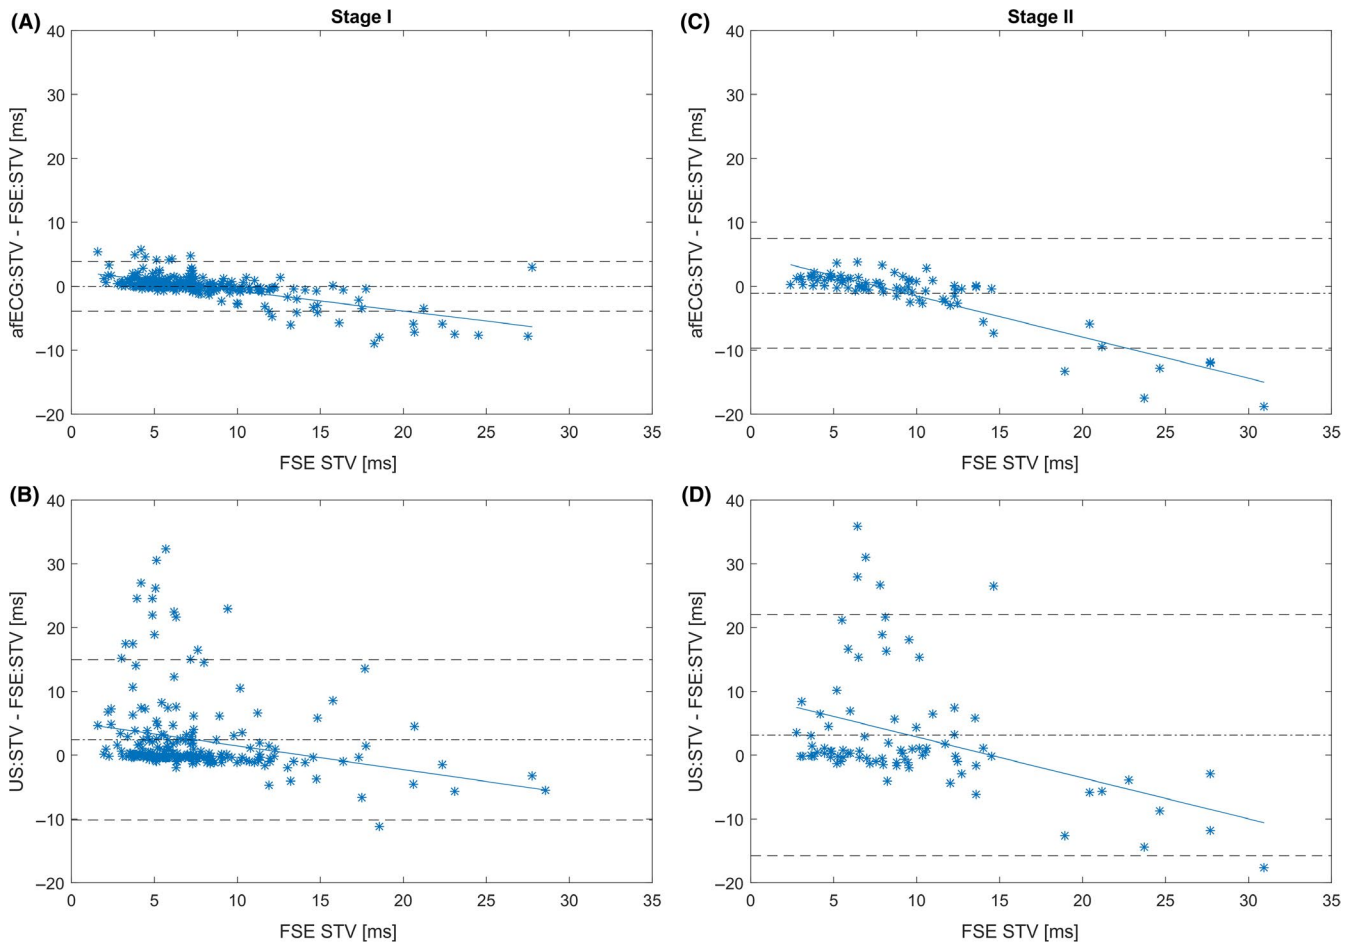 (A)
Stage I
40
30
20
10
0
–10
–20
afECG:STV - FSE:STV [ms]
0 5 10 15 20 25 30 35
FSE STV [ms]
(C)
Stage II
40
30
20
10
0
–10
–20
afECG:STV - FSE:STV [ms]
0 5 10 15 20 25 30 35
FSE STV [ms]
(B)
40
30
20
10
0
–10
–20
US:STV - FSE:STV [ms]
0 5 10 15 20 25 30 35
FSE STV [ms]
(D)
40
30
20
10
0
–10
–20
US:STV - FSE:STV [ms]
0 5 10 15 20 25 30 35
FSE STV [ms]